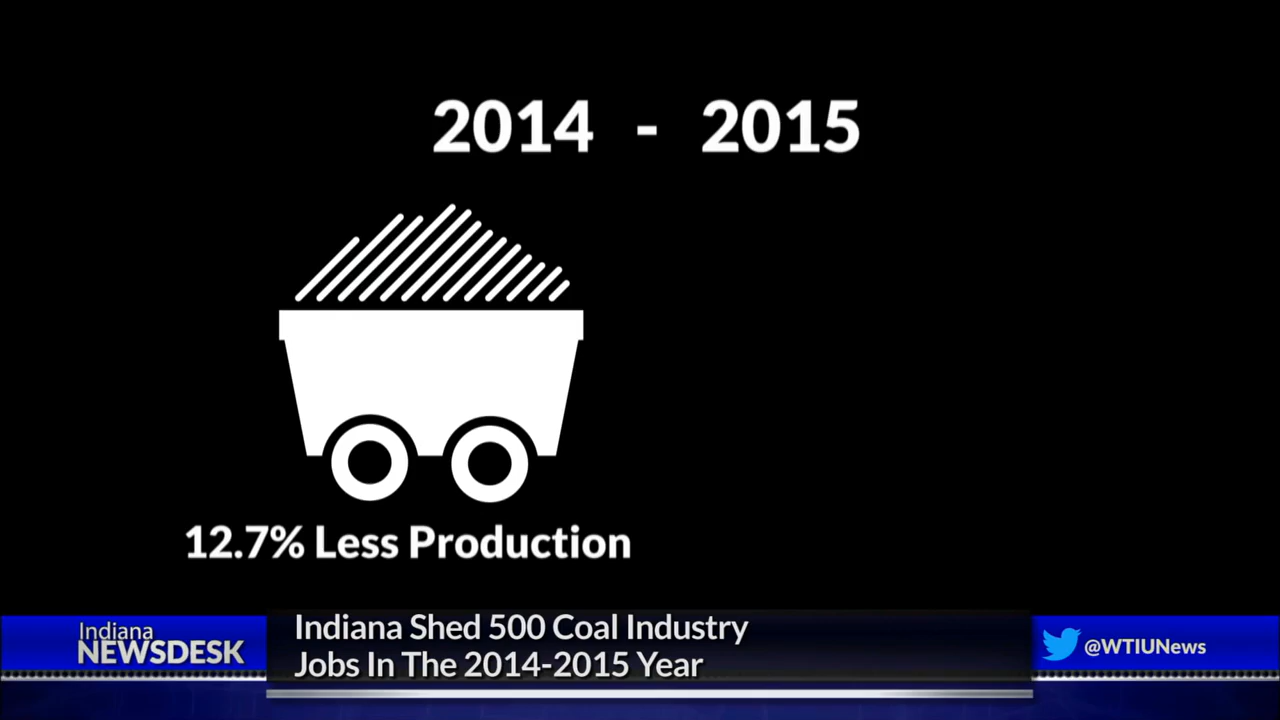 2014 - 2015
12.7% Less Production
Indiana Shed 500 Coal Industry
Jobs In The 2014-2015 Year
Indiana
NEWSDESK
@WTIUNews